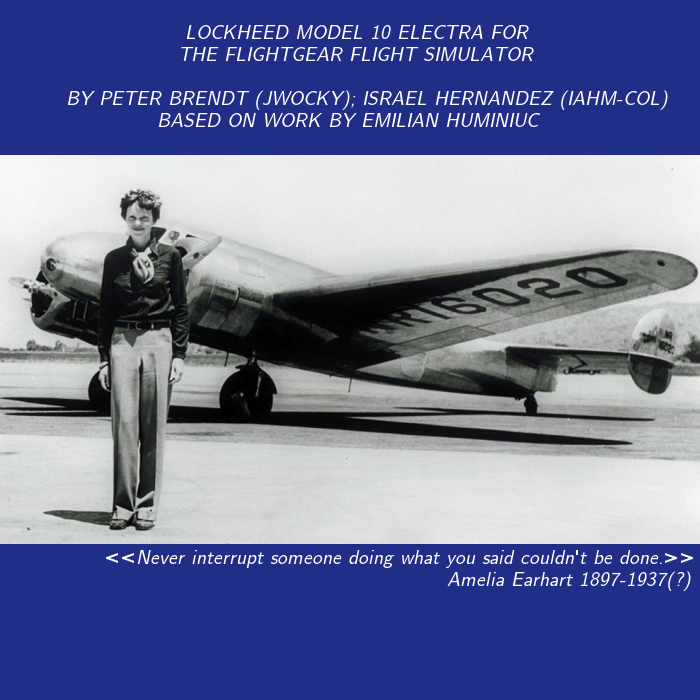 LOCKHEED MODEL 10 ELECTRA FOR
THE FLIGHTGEAR FLIGHT SIMULATOR
BY PETER BRENDT (JWOCKY); ISRAEL HERNANDEZ (IAHM-COL)
BASED ON WORK BY EMILIAN HUMINIUC
NR16020
<<Never interrupt someone doing what you said couldn't be done.>>
Amelia Earhart 1897-1937(?)